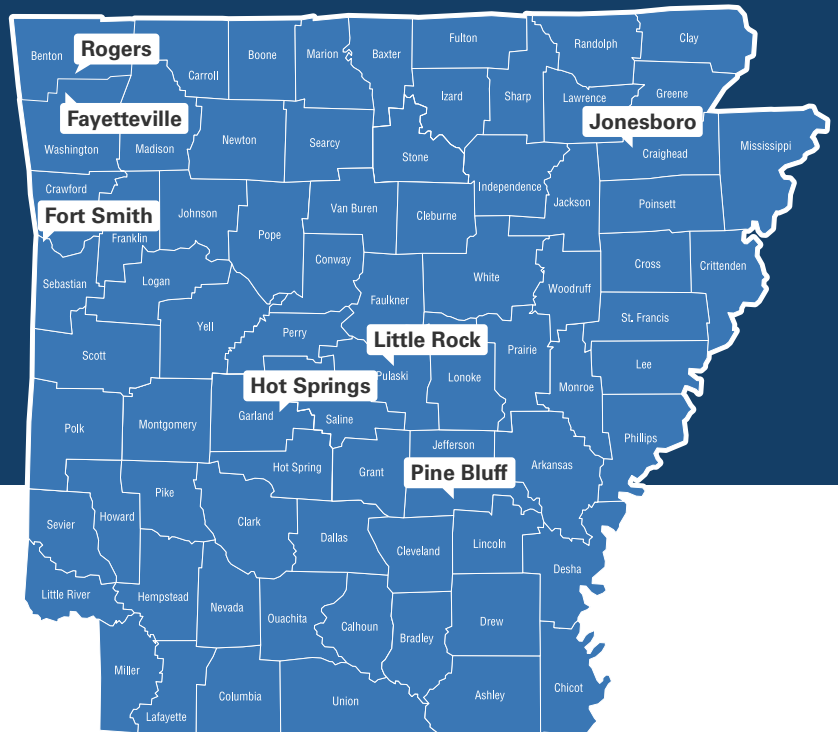 Fulton
Randolph
Clay
Benton
Rogers
Boone
Marion
Baxter
Carroll
Izard
Sharp
Lawrence
Greene
Fayetteville
Jonesboro
Washington
Madison
Newton
Searcy
Stone
Craighead
Mississippi
Crawford
Independence
Fort Smith
Johnson
Van Buren
Cleburne
Jackson
Poinsett
Franklin
Pope
Conway
White
Cross
Crittenden
Sebastian
Logan
Faulkner
Woodruff
Yell
Perry
St. Francis
Little Rock
Prairie
Scott
Lee
Pulaski
Lonoke
Hot Springs
Monroe
Garland
Saline
Polk
Montgomery
Jefferson
Phillips
Hot Spring
Grant
Pine Bluff
Arkansas
Pike
Howard
Sevier
Clark
Dallas
Cleveland
Lincoln
Desha
Little River
Hempstead
Nevada
Ouachita
Calhoun
Bradley
Drew
Miller
Columbia
Union
Ashley
Chicot
Lafayette